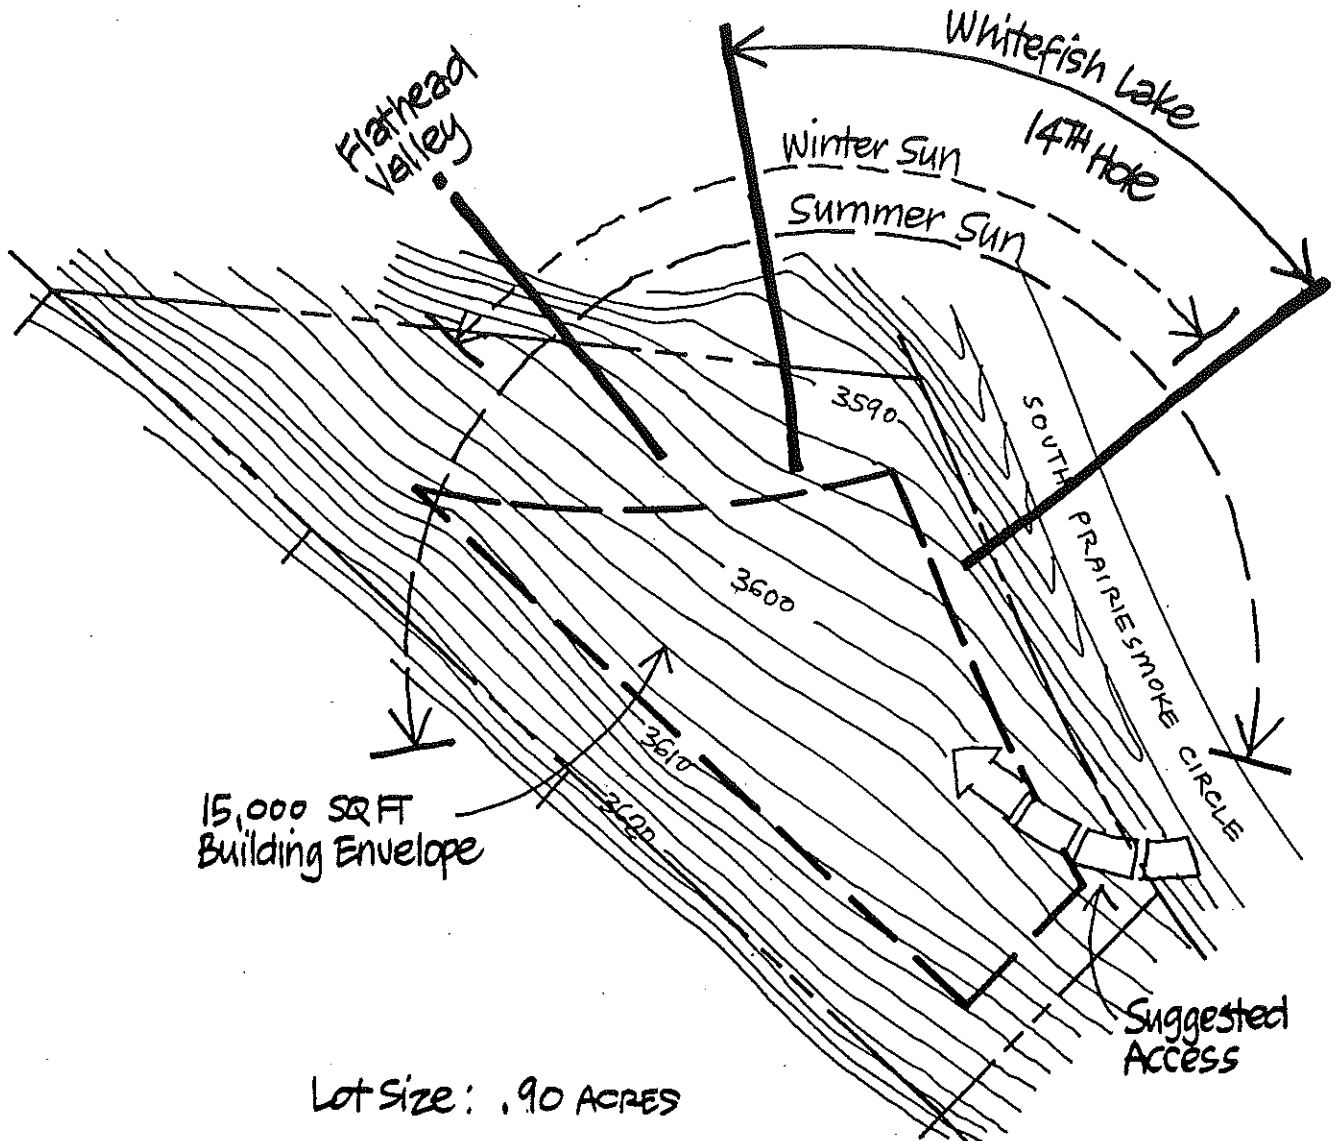 Whitefish Lake
14TH Hole
Flathead
Valley
Winter Sun
Summer Sun
3590
SOUTH PRAIRIESMOKE CIRCLE
3600
3610
3620
15,000 SQ FT
Building Envelope
Suggested
Access
Lot Size: .90 ACRES